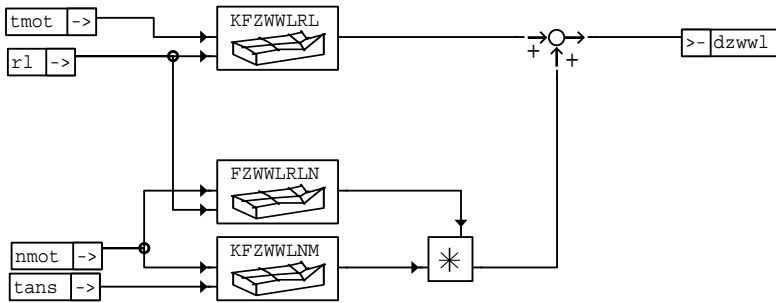 tmot ->
KFZWWLRL
rl ->
+
+
>- dzwwl
FZWWLRLN
nmot ->
KFZWWLNM
tans ->